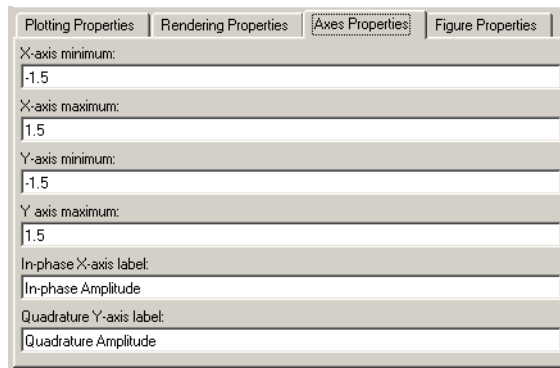 Plotting Properties Rendering Properties Axes Properties Figure Properties
X-axis minimum:
-1.5
X-axis maximum:
1.5
Y-axis minimum:
-1.5
Y axis maximum:
1.5
In-phase X-axis label:
In-phase Amplitude
Quadrature Y-axis label:
Quadrature Amplitude